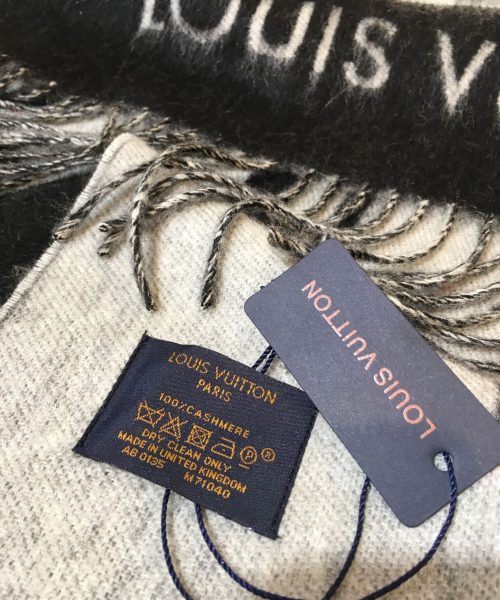 LOUIS V
LOUIS VUITTON
PARIS
100% CASHMERE
DRY CLEAN ONLY
MADE IN UNITED KINGDOM
AB 0135 M71040
LOUIS VUITTON